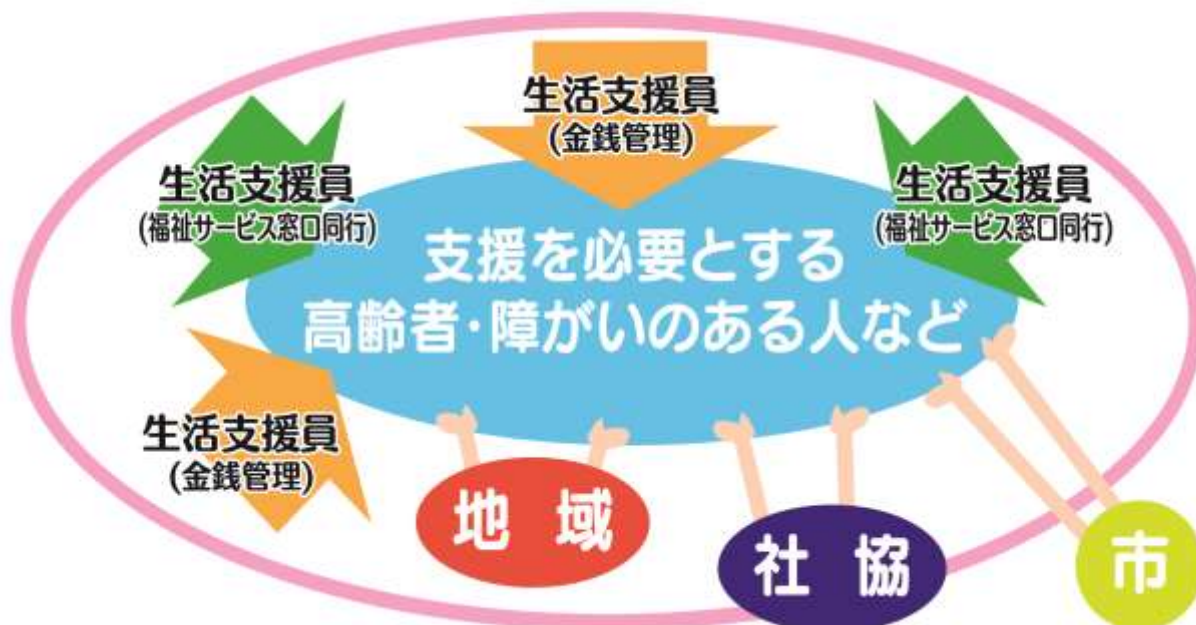 生活支援員
(金銭管理)
生活支援員
(福祉サービス窓口同行)
生活支援員
(福祉サービス窓口同行)
支援を必要とする
高齢者・障がいのある人など
生活支援員
(金銭管理)
地域
社協
市